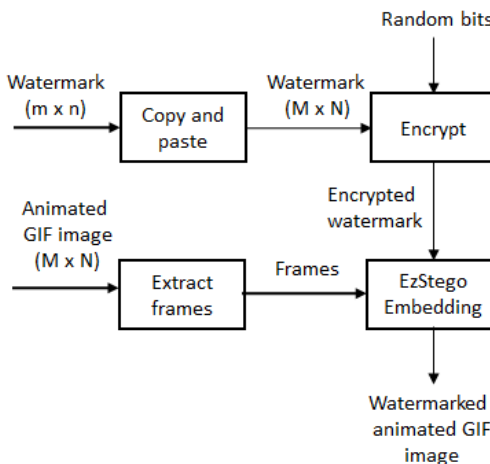 Random bits
Watermark
(m x n)
Watermark
(M x N)
Copy and
paste
Encrypt
Encrypted
watermark
Animated
GIF image
(M x N)
Frames
Extract
frames
EzStego
Embedding
Watermarked
animated GIF
image